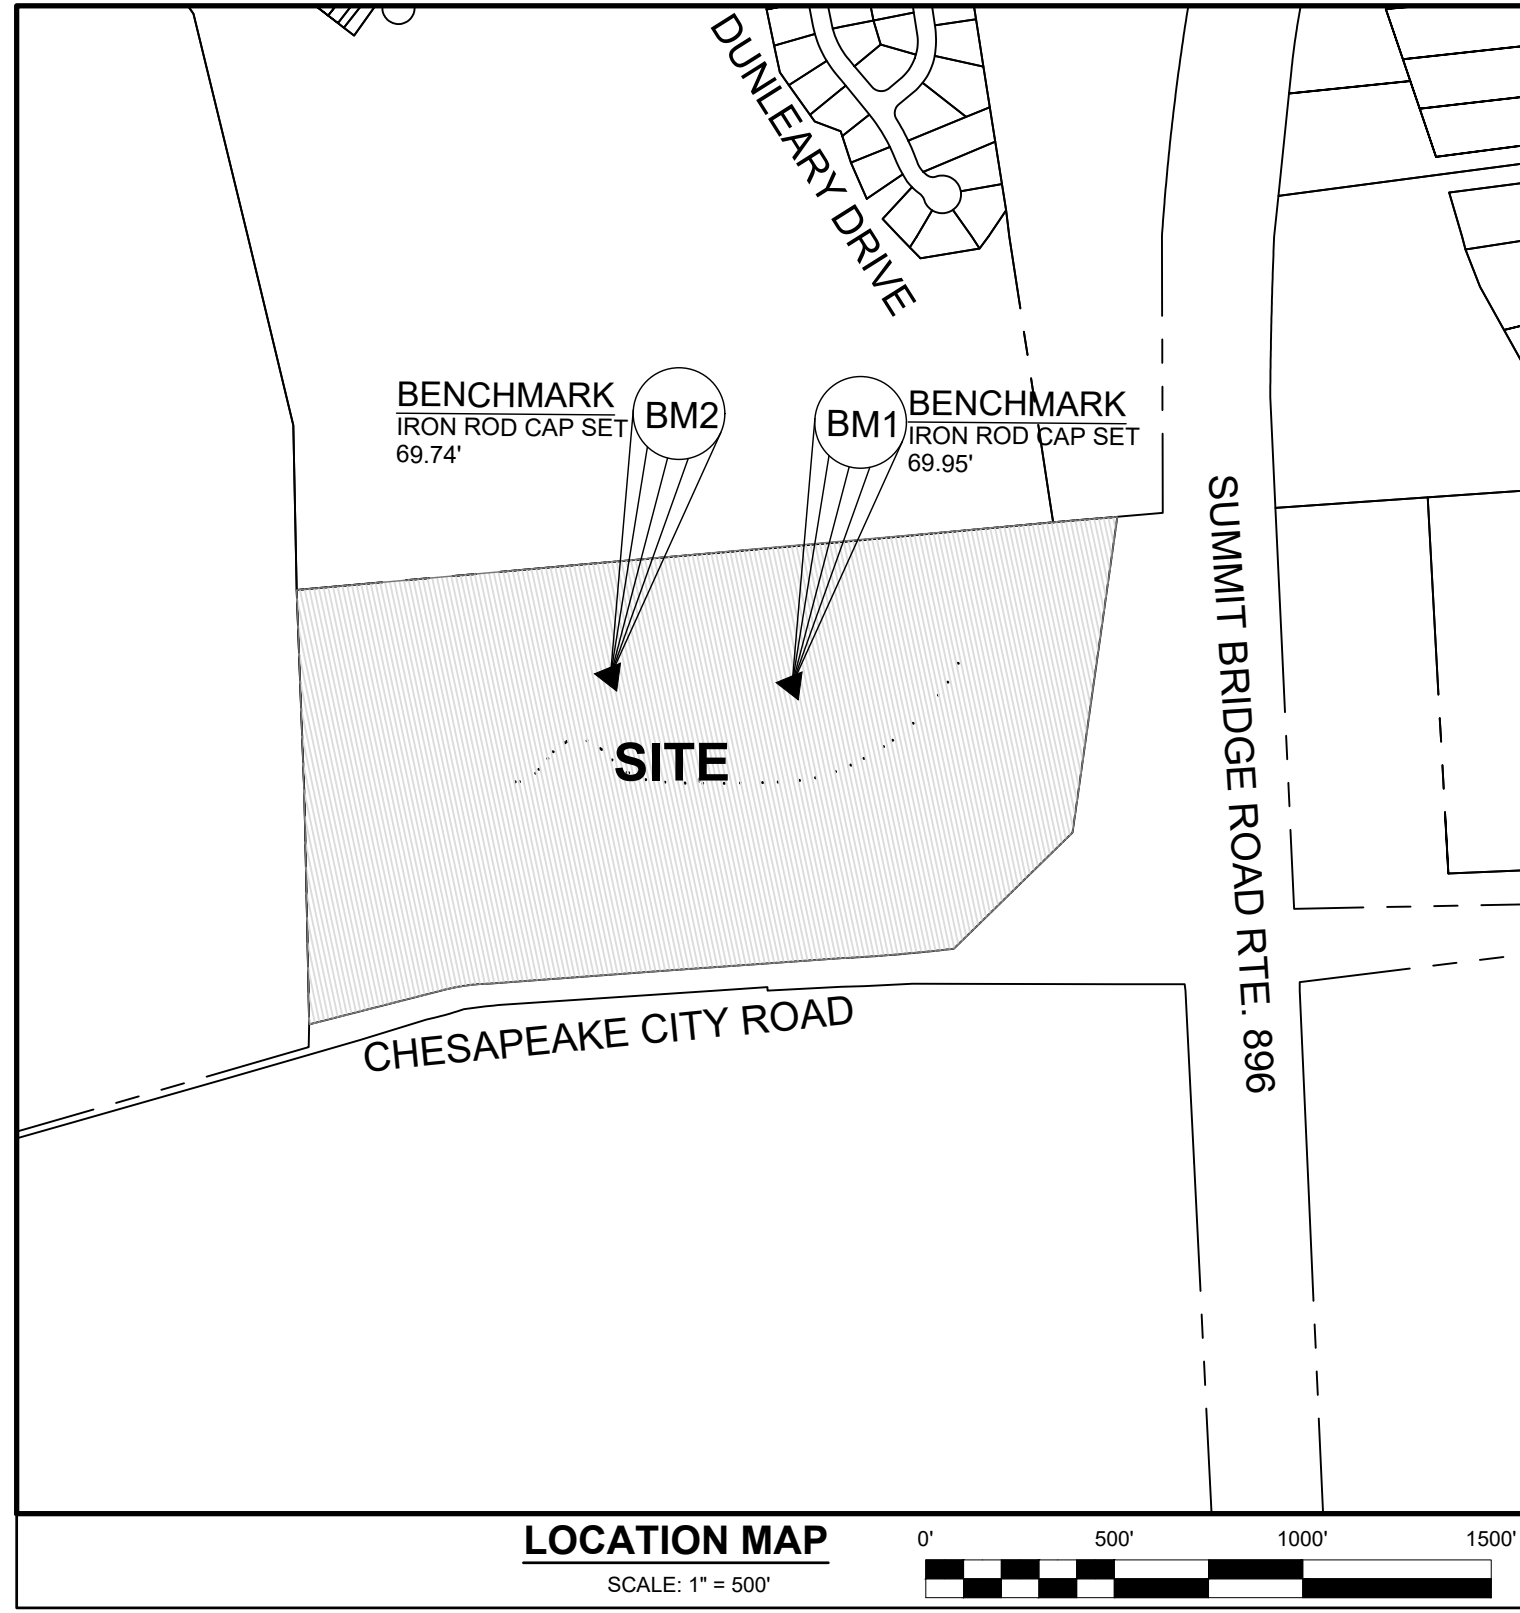 DUNLEARY DRIVE
BENCHMARK
IRON ROD CAP SET
69.74'
BM2
BM1
BENCHMARK
IRON ROD CAP SET
69.95'
SUMMIT BRIDGE ROAD RTE. 896
SITE
CHESAPEAKE CITY ROAD
LOCATION MAP
SCALE: 1" = 500'
0' 500' 1000' 1500'